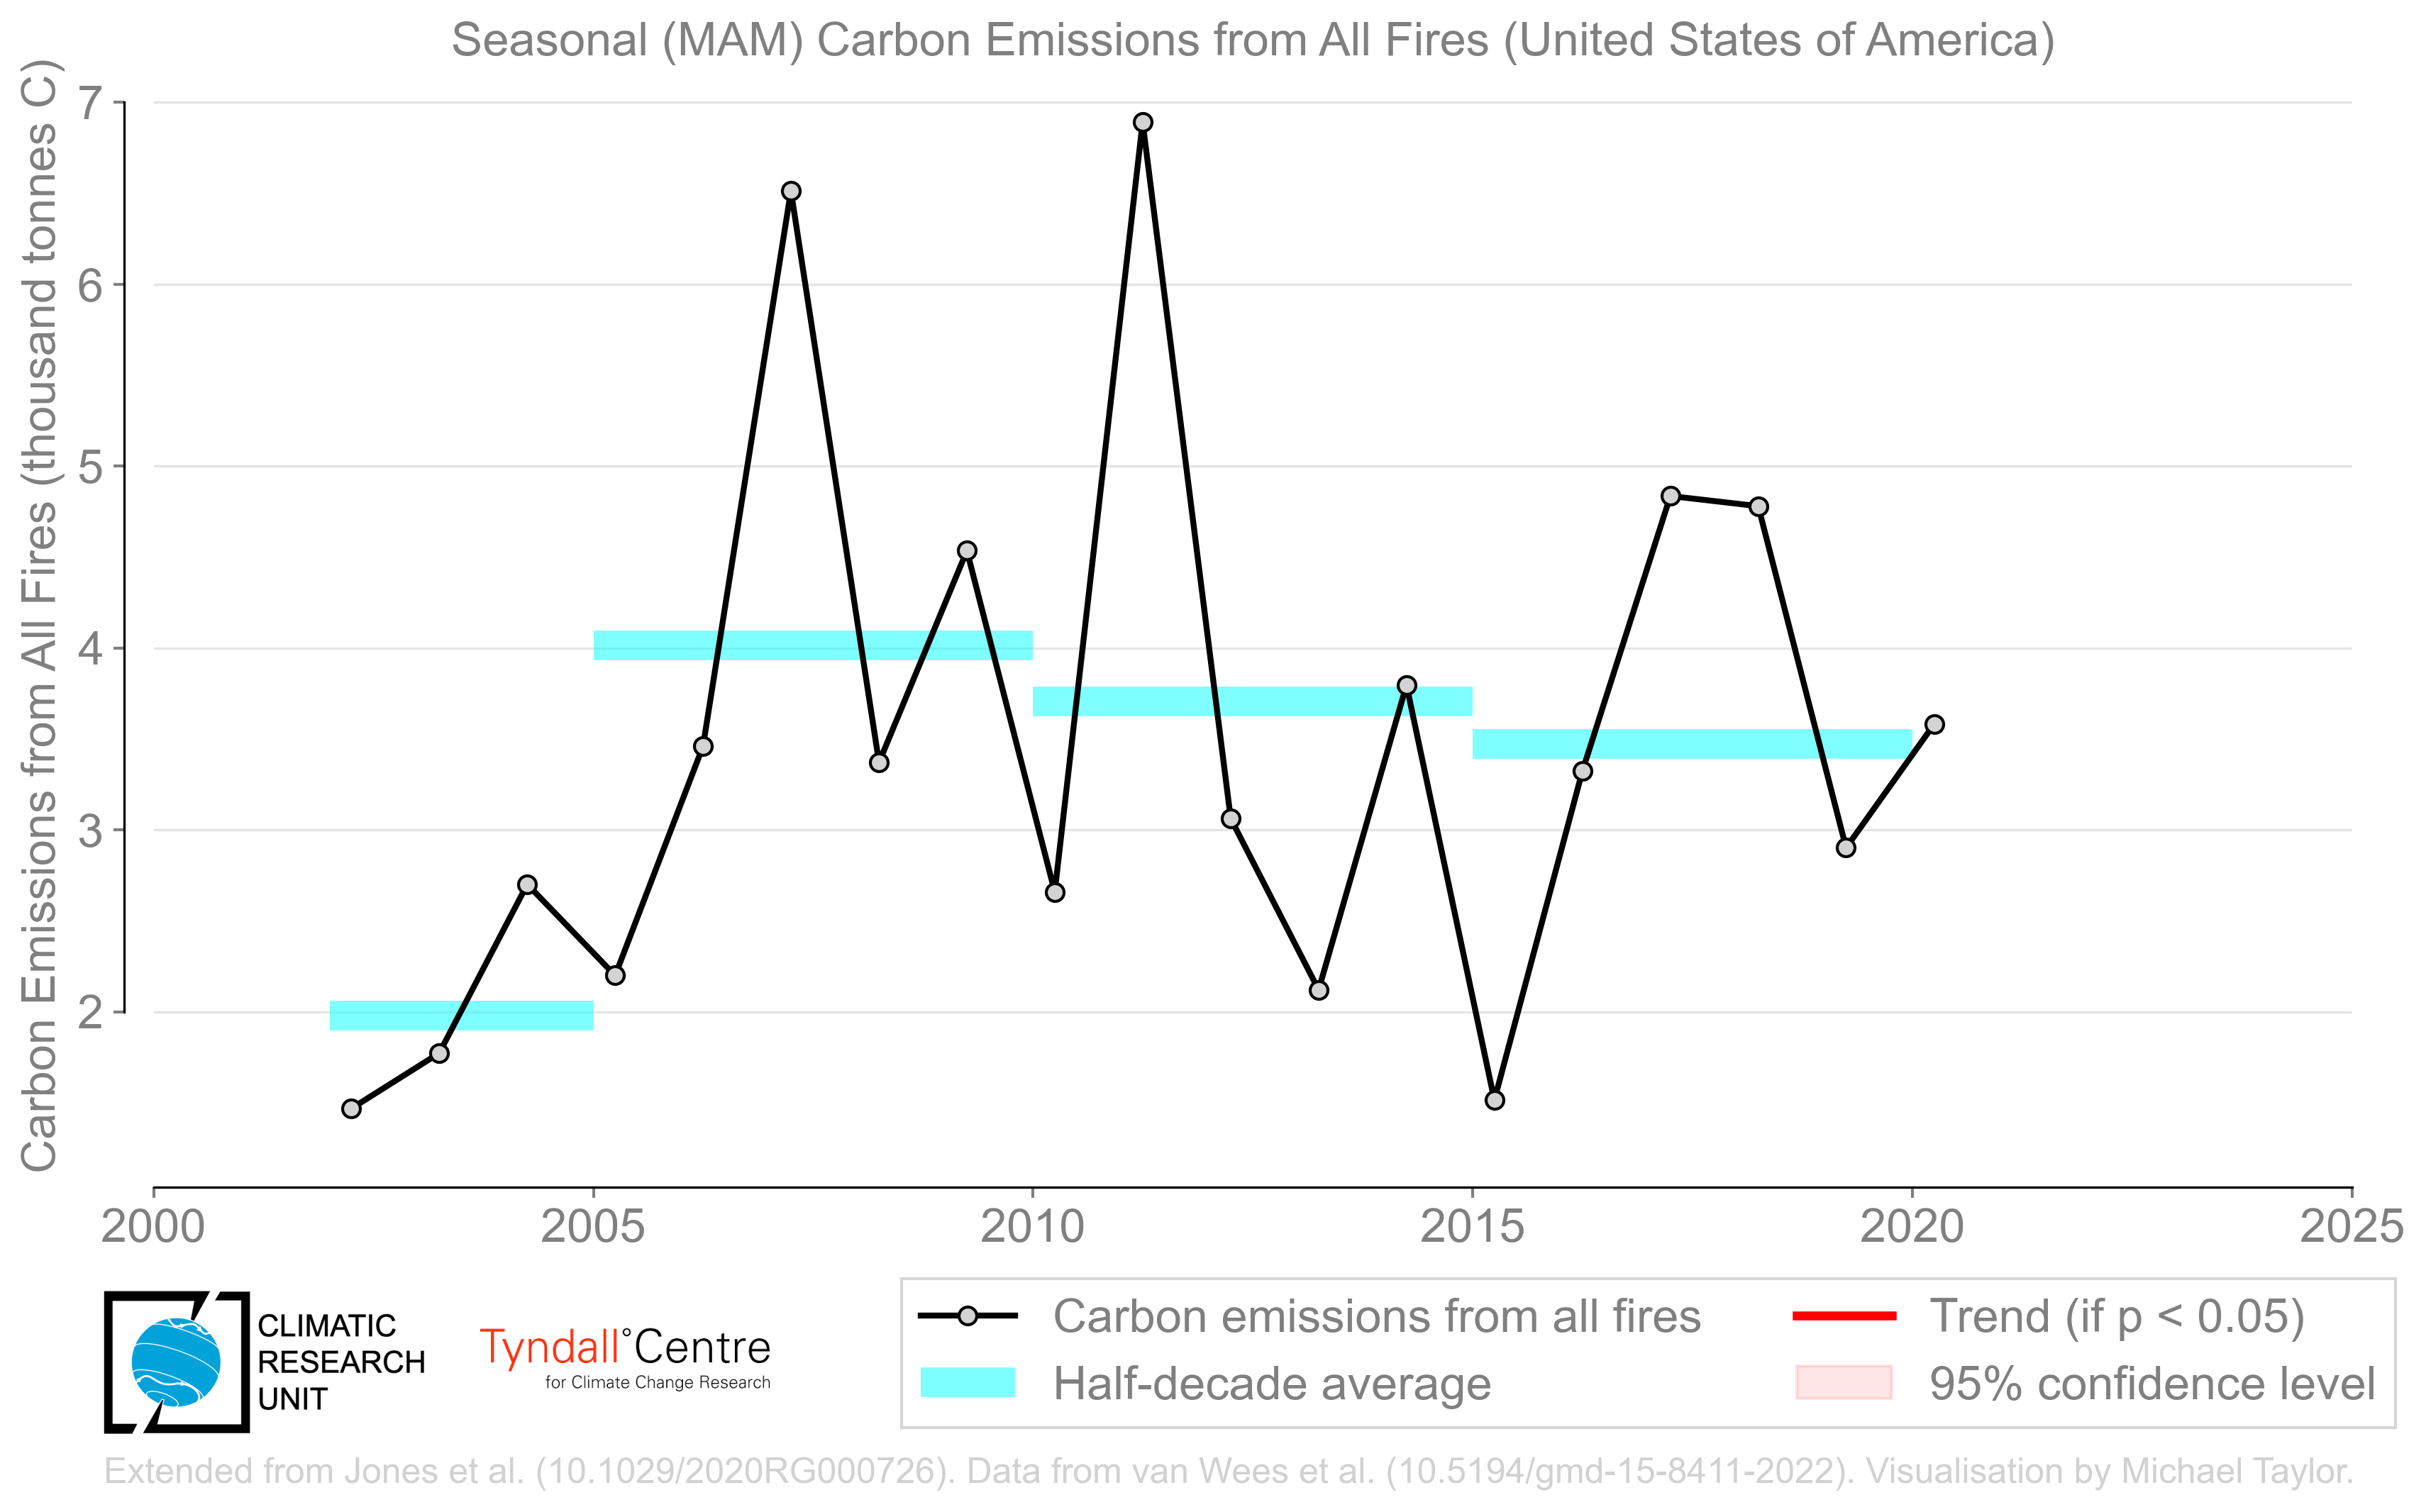 Seasonal (MAM) Carbon Emissions from All Fires (United States of America)
Carbon Emissions from All Fires (thousand tonnes C)
7
6
5
4
3
2
2000 2005 2010 2015 2020 2025
CLIMATIC
RESEARCH
UNIT
Tyndall°Centre
for Climate Change Research
Carbon emissions from all fires
Half-decade average
Trend (if p < 0.05)
95% confidence level
Extended from Jones et al. (10.1029/2020RG000726). Data from van Wees et al. (10.5194/gmd-15-8411-2022). Visualisation by Michael Taylor.